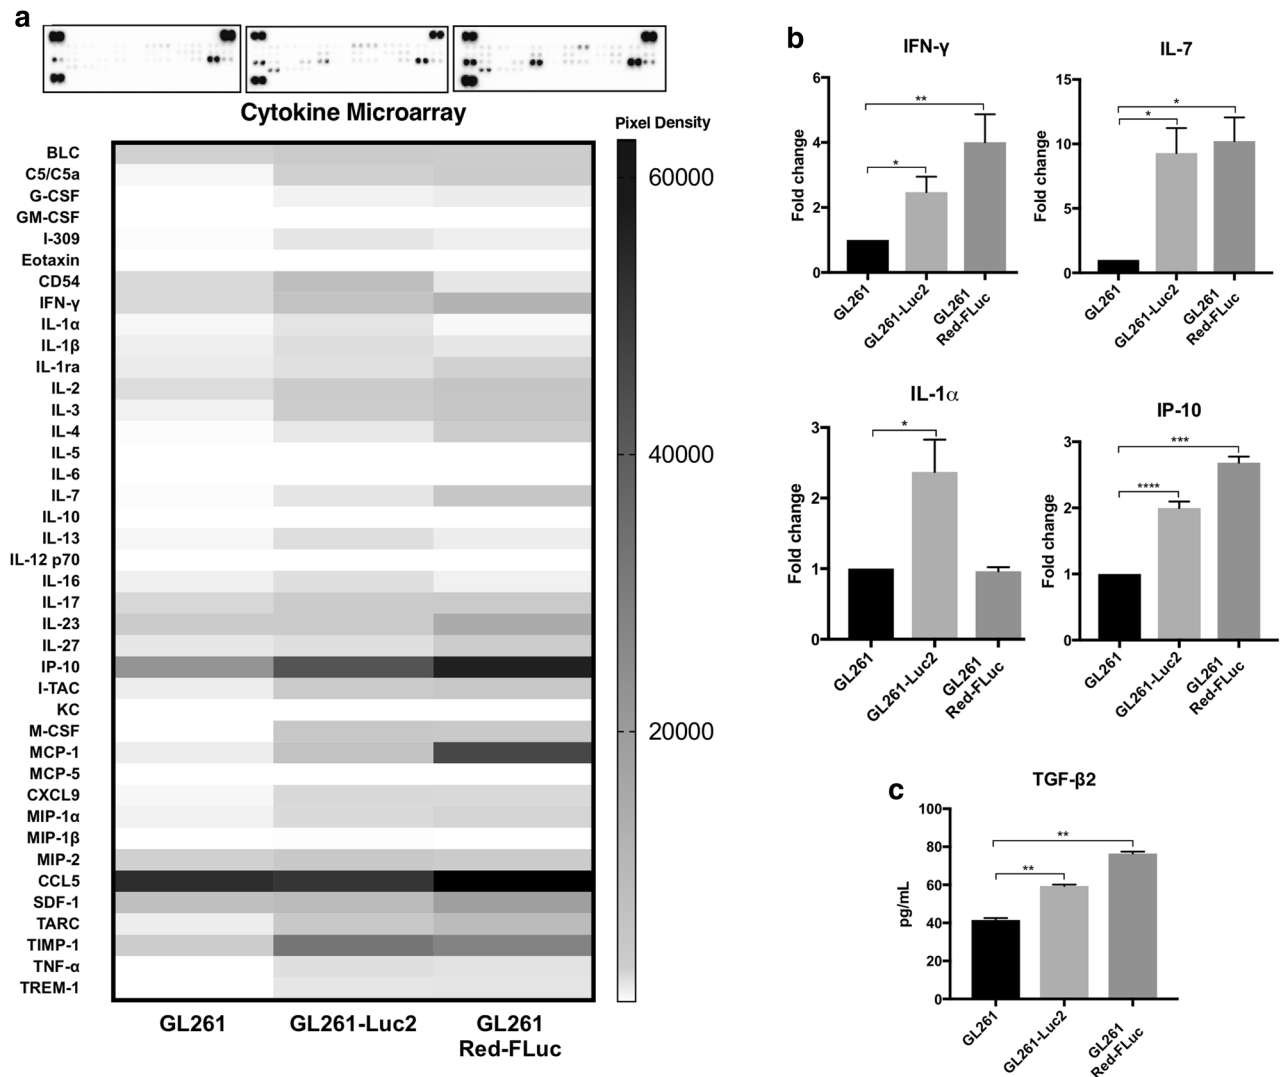 a
Cytokine Microarray
Pixel Density
BLC
C5/C5a
G-CSF
GM-CSF
I-309
Eotaxin
CD54
IFN-γ
IL-1α
IL-1β
IL-1ra
IL-2
IL-3
IL-4
IL-5
IL-6
IL-7
IL-10
IL-13
IL-12 p70
IL-16
IL-17
IL-23
IL-27
IP-10
I-TAC
KC
M-CSF
MCP-1
MCP-5
CXCL9
MIP-1α
MIP-1β
MIP-2
CCL5
SDF-1
TARC
TIMP-1
TNF-α
TREM-1
60000
40000
20000
GL261
GL261-Luc2
GL261
Red-FLuc
b
IFN-γ
Fold change
6
4
2
0
**
*
GL261
GL261-Luc2
GL261
Red-FLuc
IL-7
Fold change
15
10
5
0
*
*
GL261
GL261-Luc2
GL261
Red-FLuc
IL-1α
Fold change
3
2
1
0
*
GL261
GL261-Luc2
GL261
Red-FLuc
IP-10
Fold change
3
2
1
0
***
****
GL261
GL261-Luc2
GL261
Red-FLuc
c
TGF-β2
pg/mL
100
80
60
40
20
0
**
**
GL261
GL261-Luc2
GL261
Red-FLuc